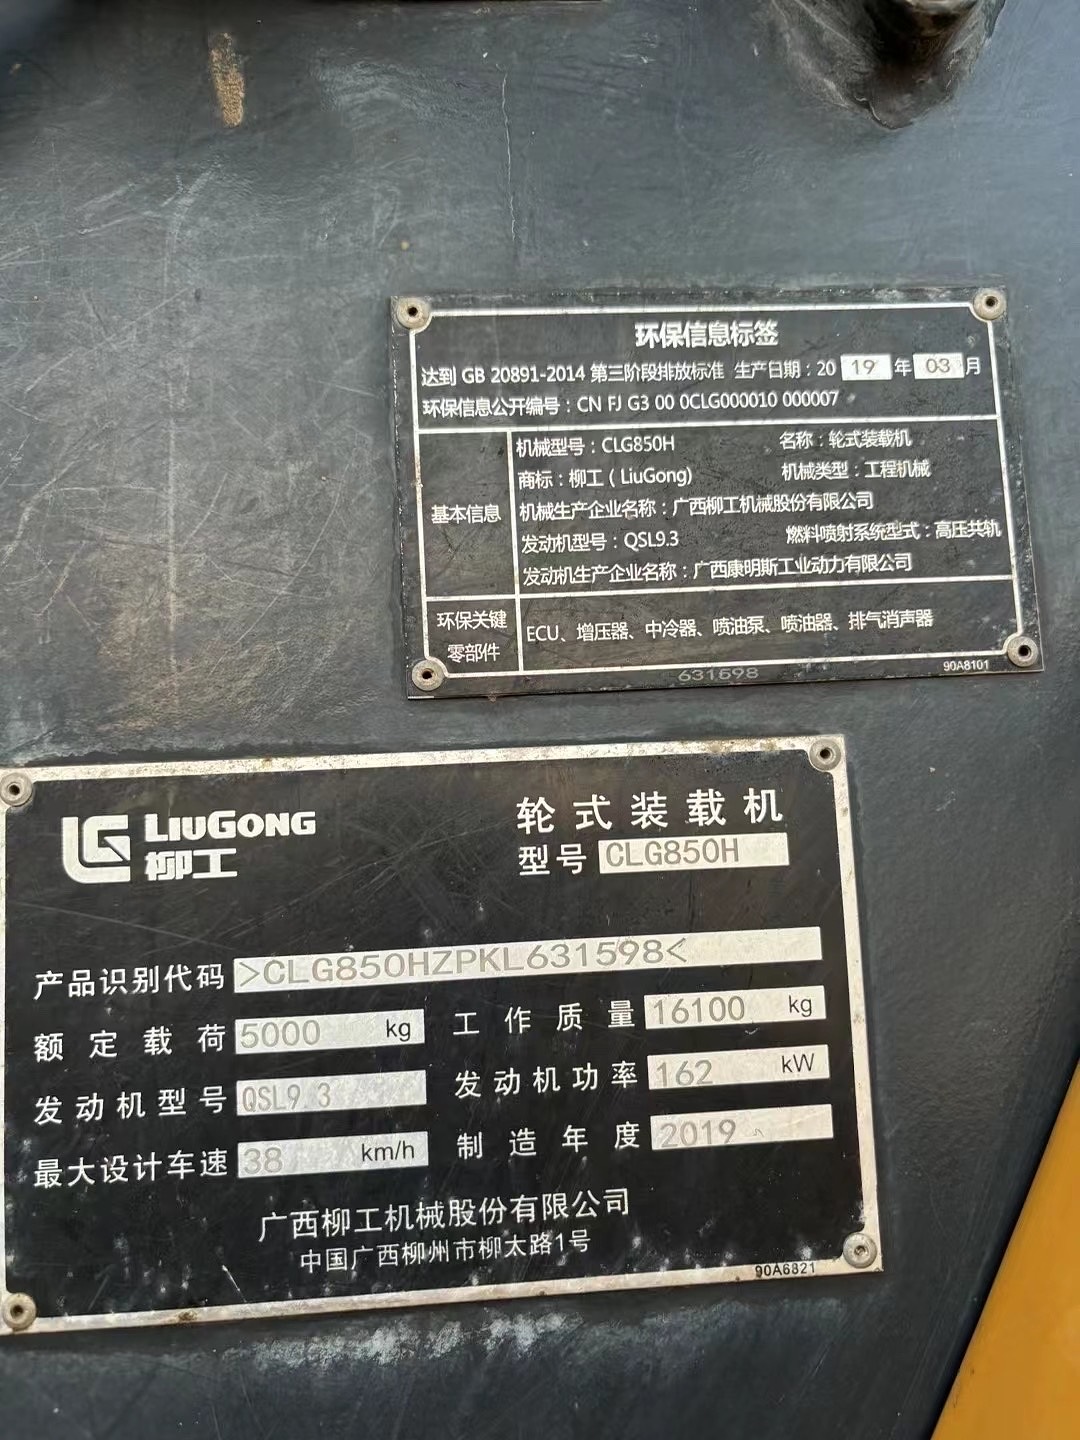 环保信息标签
达到 GB 20891-2014 第三阶段排放标准 生产日期：20 19 年 03 月
环保信息公开编号：CN FJ G3 00 0CLG000010 000007
基本信息
机械型号：CLG850H 名称：轮式装载机
商标：柳工（LiuGong) 机械类型：工程机械
机械生产企业名称：广西柳工机械股份有限公司
发动机型号：QSL9.3 燃料喷射系统型式：高压共轨
发动机生产企业名称：广西康明斯工业动力有限公司
环保关键
零部件
ECU、增压器、中冷器、喷油泵、喷油器、排气消声器
631598
90A8101
LG LIUGONG
柳工
轮式装载机
型号 CLG850H
产品识别代码 >CLG850HZPKL631598<
额定载荷 5000 kg 工作质量 16100 kg
发动机型号 QSL9 3 发动机功率 162 kW
最大设计车速 38 km/h 制造年度 2019
广西柳工机械股份有限公司
中国广西柳州市柳太路1号
90A6821